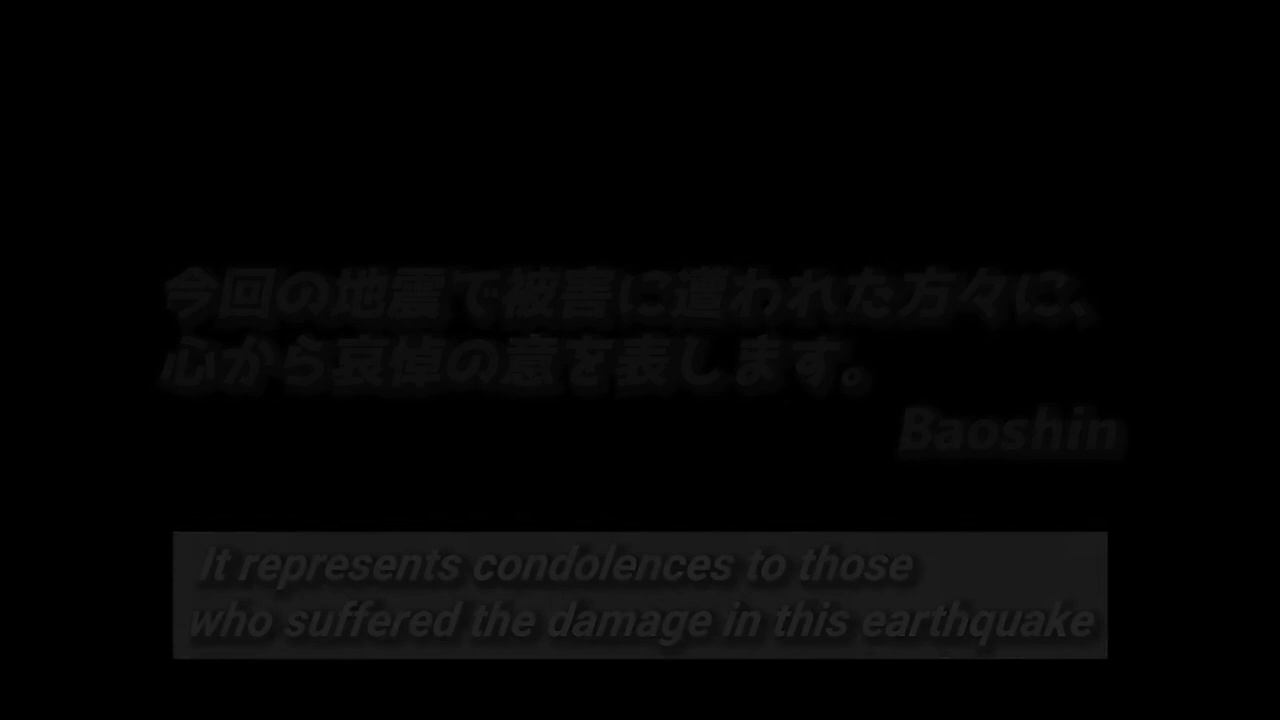 今回の地震で被害に遭われた方々に、
心から哀悼の意を表します。
Baoshin
It represents condolences to those
who suffered the damage in this earthquake